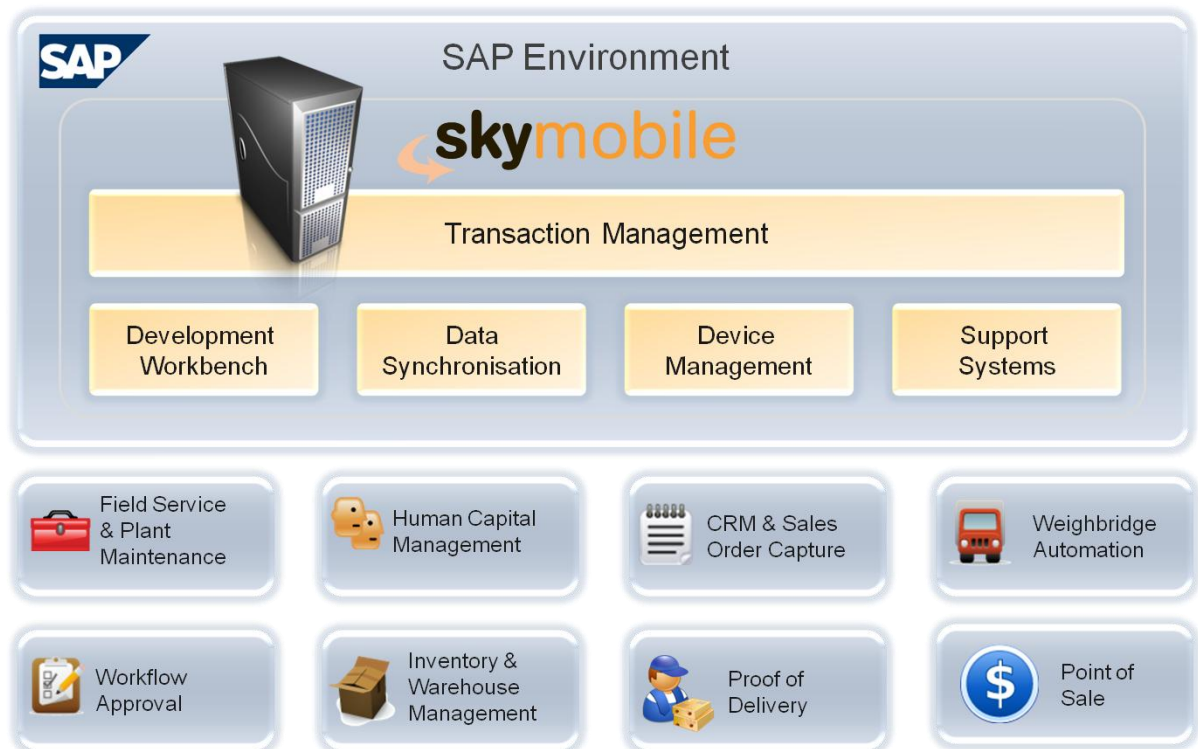 SAP
SAP Environment
skymobile
Transaction Management
Development
Workbench
Data
Synchronisation
Device
Management
Support
Systems
Field Service
& Plant
Maintenance
Human Capital
Management
CRM & Sales
Order Capture
Weighbridge
Automation
Workflow
Approval
Inventory &
Warehouse
Management
Proof of
Delivery
$
Point of
Sale